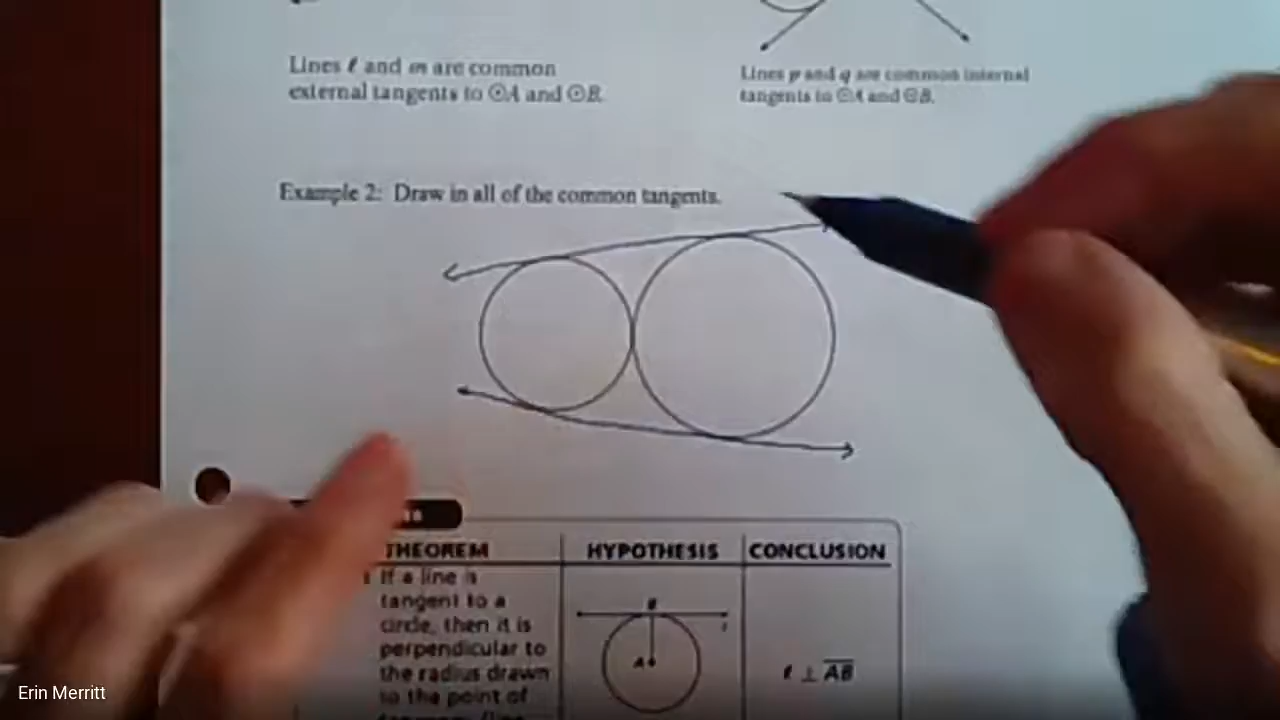 Lines ℓ and m are common
external tangents to ⊙A and ⊙B.
Lines p and q are common internal
tangents to ⊙A and ⊙B.
Example 2: Draw in all of the common tangents.
THEOREM
HYPOTHESIS
CONCLUSION
If a line is
tangent to a
circle, then it is
perpendicular to
the radius drawn
to the point of
B
A
ℓ
ℓ ⊥ AB
Erin Merritt